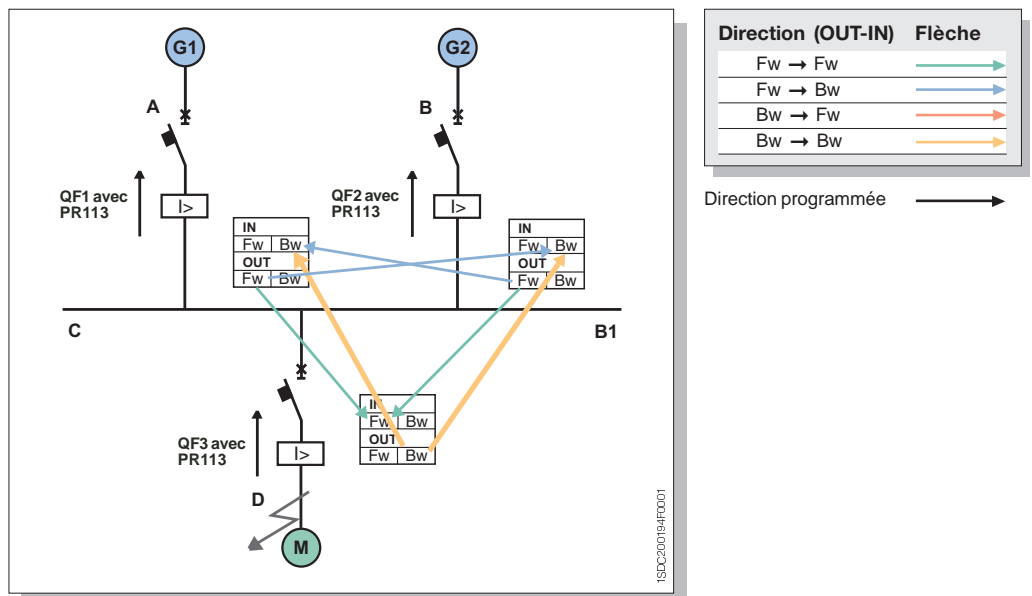 G1
G2
A
B
QF1 avec
PR113
I>
QF2 avec
PR113
I>
IN
Fw Bw
OUT
Fw Bw
IN
Fw Bw
OUT
Fw Bw
C
B1
QF3 avec
PR113
I>
IN
Fw Bw
OUT
Fw Bw
D
M
1SDC200194F0001
Direction (OUT-IN) Flèche
Fw → Fw
Fw → Bw
Bw → Fw
Bw → Bw
Direction programmée